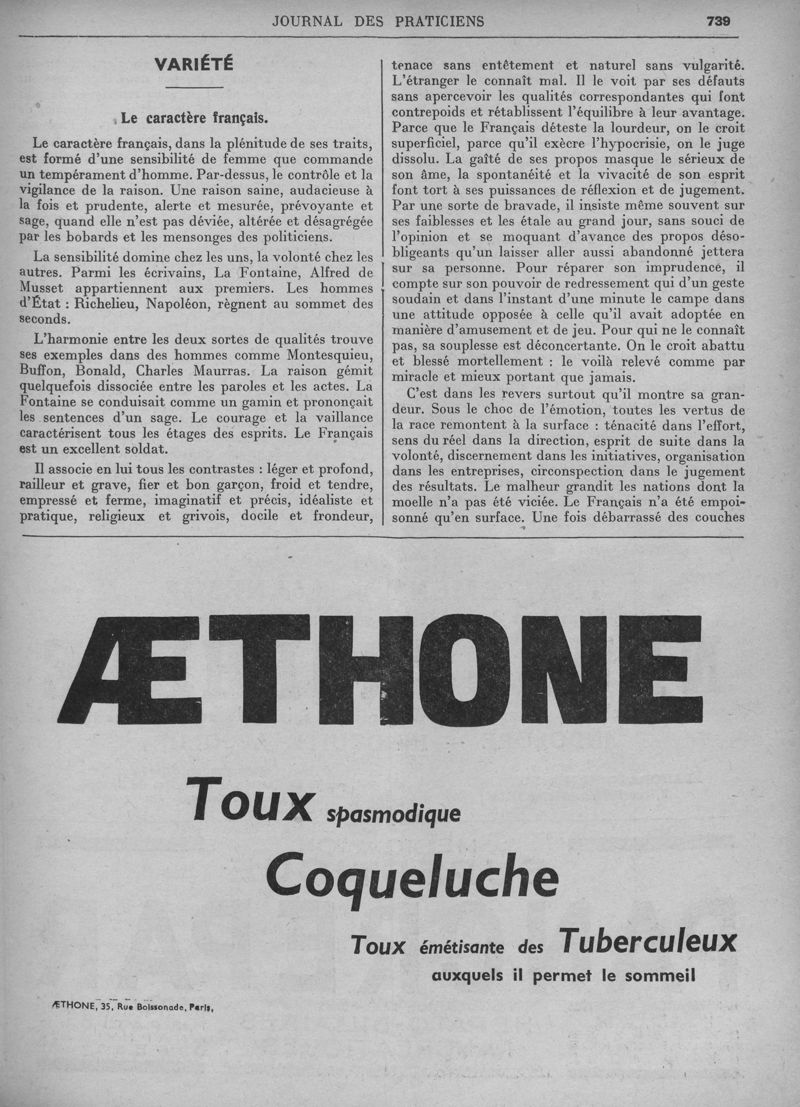 JOURNAL DES PRATICIENS 739
VARIÉTÉ
Le caractère français.
Le caractère français, dans la plénitude de ses traits,
est formé d'une sensibilité de femme que commande
un tempérament d'homme. Par-dessus, le contrôle et la
vigilance de la raison. Une raison saine, audacieuse à
la fois et prudente, alerte et mesurée, prévoyante et
sage, quand elle n'est pas déviée, altérée et désagrégée
par les bobards et les mensonges des politiciens.
La sensibilité domine chez les uns, la volonté chez les
autres. Parmi les écrivains, La Fontaine, Alfred de
Musset appartiennent aux premiers. Les hommes
d'État : Richelieu, Napoléon, règnent au sommet des
seconds.
L'harmonie entre les deux sortes de qualités trouve
ses exemples dans des hommes comme Montesquieu,
Buffon, Bonald, Charles Maurras. La raison gémit
quelquefois dissociée entre les paroles et les actes. La
Fontaine se conduisait comme un gamin et prononçait
les sentences d'un sage. Le courage et la vaillance
caractérisent tous les étages des esprits. Le Français
est un excellent soldat.
Il associe en lui tous les contrastes : léger et profond,
railleur et grave, fier et bon garçon, froid et tendre,
empressé et ferme, imaginatif et précis, idéaliste et
pratique, religieux et grivois, docile et frondeur,
tenace sans entêtement et naturel sans vulgarité.
L'étranger le connaît mal. Il le voit par ses défauts
sans apercevoir les qualités correspondantes qui font
contrepoids et rétablissent l'équilibre à leur avantage.
Parce que le Français déteste la lourdeur, on le croit
superficiel, parce qu'il exècre l'hypocrisie, on le juge
dissolu. La gaîté de ses propos masque le sérieux de
son âme, la spontanéité et la vivacité de son esprit
font tort à ses puissances de réflexion et de jugement.
Par une sorte de bravade, il insiste même souvent sur
ses faiblesses et les étale au grand jour, sans souci de
l'opinion et se moquant d'avance des propos déso-
bligeants qu'un laisser aller aussi abandonné jettera
sur sa personne. Pour réparer son imprudence, il
compte sur son pouvoir de redressement qui d'un geste
soudain et dans l'instant d'une minute le campe dans
une attitude opposée à celle qu'il avait adoptée en
manière d'amusement et de jeu. Pour qui ne le connaît
pas, sa souplesse est déconcertante. On le croit abattu
et blessé mortellement : le voilà relevé comme par
miracle et mieux portant que jamais.
C'est dans les revers surtout qu'il montre sa gran-
deur. Sous le choc de l'émotion, toutes les vertus de
la race remontent à la surface : ténacité dans l'effort,
sens du réel dans la direction, esprit de suite dans la
volonté, discernement dans les initiatives, organisation
dans les entreprises, circonspection dans le jugement
des résultats. Le malheur grandit les nations dont la
moelle n'a pas été viciée. Le Français n'a été empoi-
sonné qu'en surface. Une fois débarrassé des couches
ÆTHONE
Toux spasmodique
Coqueluche
Toux émétisante des Tuberculeux
auxquels il permet le sommeil
ÆTHONE, 35, Rue Boissonade, Paris,